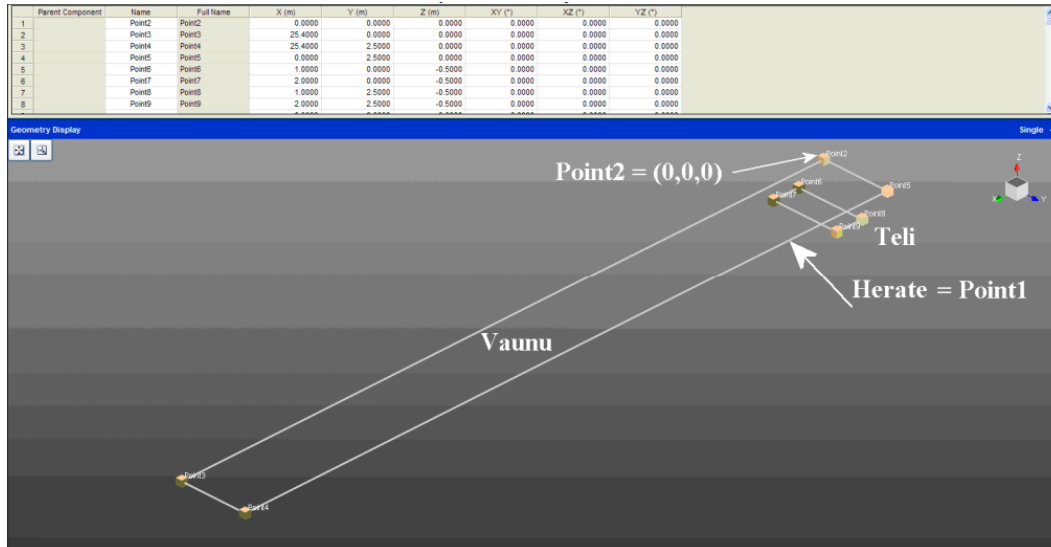 Parent Component Name Full Name X (m) Y (m) Z (m) XY (°) XZ (°) YZ (°)
1 Point2 Point2 0.0000 0.0000 0.0000 0.0000 0.0000 0.0000
2 Point3 Point3 25.4000 0.0000 0.0000 0.0000 0.0000 0.0000
3 Point4 Point4 25.4000 2.5000 0.0000 0.0000 0.0000 0.0000
4 Point5 Point5 0.0000 2.5000 0.0000 0.0000 0.0000 0.0000
5 Point6 Point6 1.0000 0.0000 -0.5000 0.0000 0.0000 0.0000
6 Point7 Point7 2.0000 0.0000 -0.5000 0.0000 0.0000 0.0000
7 Point8 Point8 1.0000 2.5000 -0.5000 0.0000 0.0000 0.0000
8 Point9 Point9 2.0000 2.5000 -0.5000 0.0000 0.0000 0.0000
Geometry Display Single
Point2
Z
Point2 = (0,0,0)
Point6
Point5
Point7
X Y
Point8
Point9
Teli
Herate = Point1
Vaunu
Point3
Point4